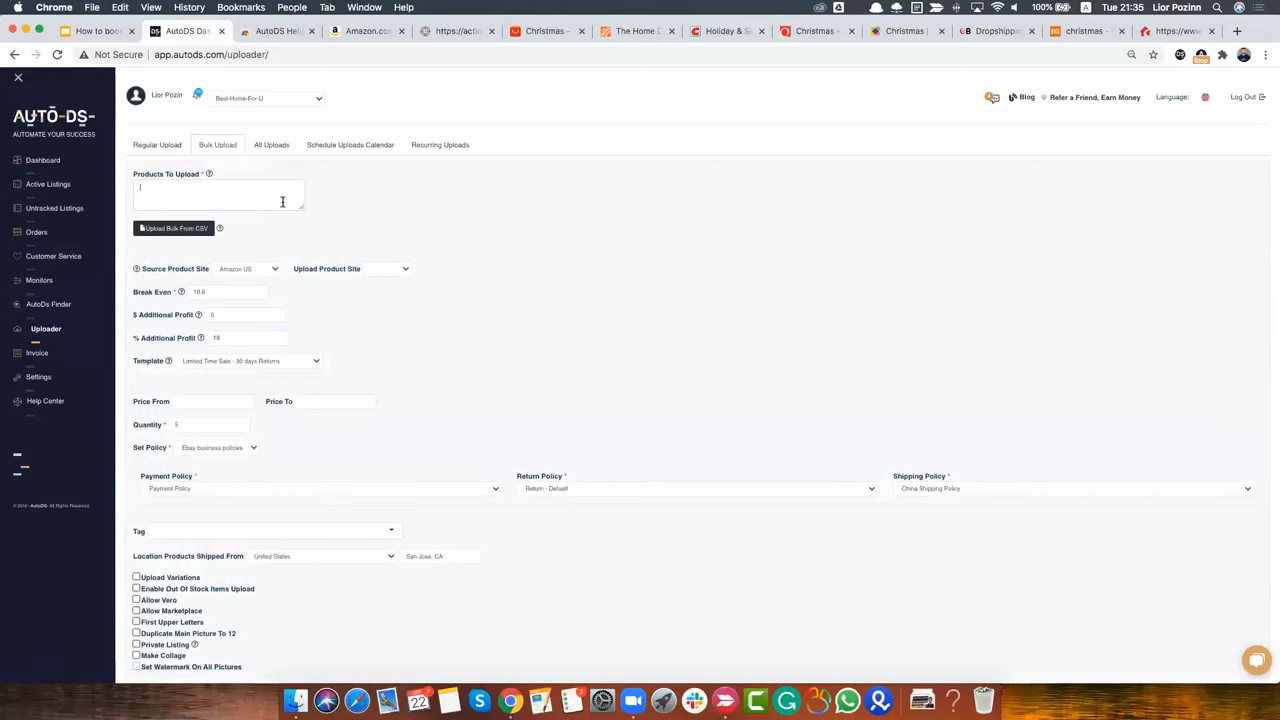 Chrome File Edit View History Bookmarks People Tab Window Help 100%
How to boos
AutoDS Das
AutoDS Help
Amazon.com
https://actio
Christmas -
The Home D
Holiday & Se
Christmas -
Christmas |
Dropshippin
christmas -
https://www
Not Secure app.autods.com/uploader/
Stop
AUTO-DS-
AUTOMATE YOUR SUCCESS
Lior Pozin
Best-Home-For-U
Blog
Refer a Friend, Earn Money
Language:
Log Out
Dashboard
Active Listings
Untracked Listings
Orders
Customer Service
Monitors
AutoDs Finder
Uploader
Invoice
Settings
Help Center
© 2016 -AutoDS- All Rights Reserved.
Regular Upload
Bulk Upload
All Uploads
Schedule Uploads Calendar
Recurring Uploads
Products To Upload *
Upload Bulk From CSV
Source Product Site Amazon US
Upload Product Site
Break Even * 18.6
$ Additional Profit 0
% Additional Profit 18
Template Limited Time Sale - 30 days Returns
Price From
Price To
Quantity * 5
Set Policy * Ebay business policies
Payment Policy *
Return Policy *
Shipping Policy *
Payment Policy
Return - Defualt
China Shipping Policy
Tag
Location Products Shipped From United States San Jose, CA
Upload Variations
Enable Out Of Stock Items Upload
Allow Vero
Allow Marketplace
First Upper Letters
Duplicate Main Picture To 12
Private Listing
Make Collage
Set Watermark On All Pictures